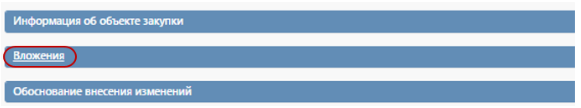 Информация об объекте закупки
Вложения
Обоснование внесения изменений